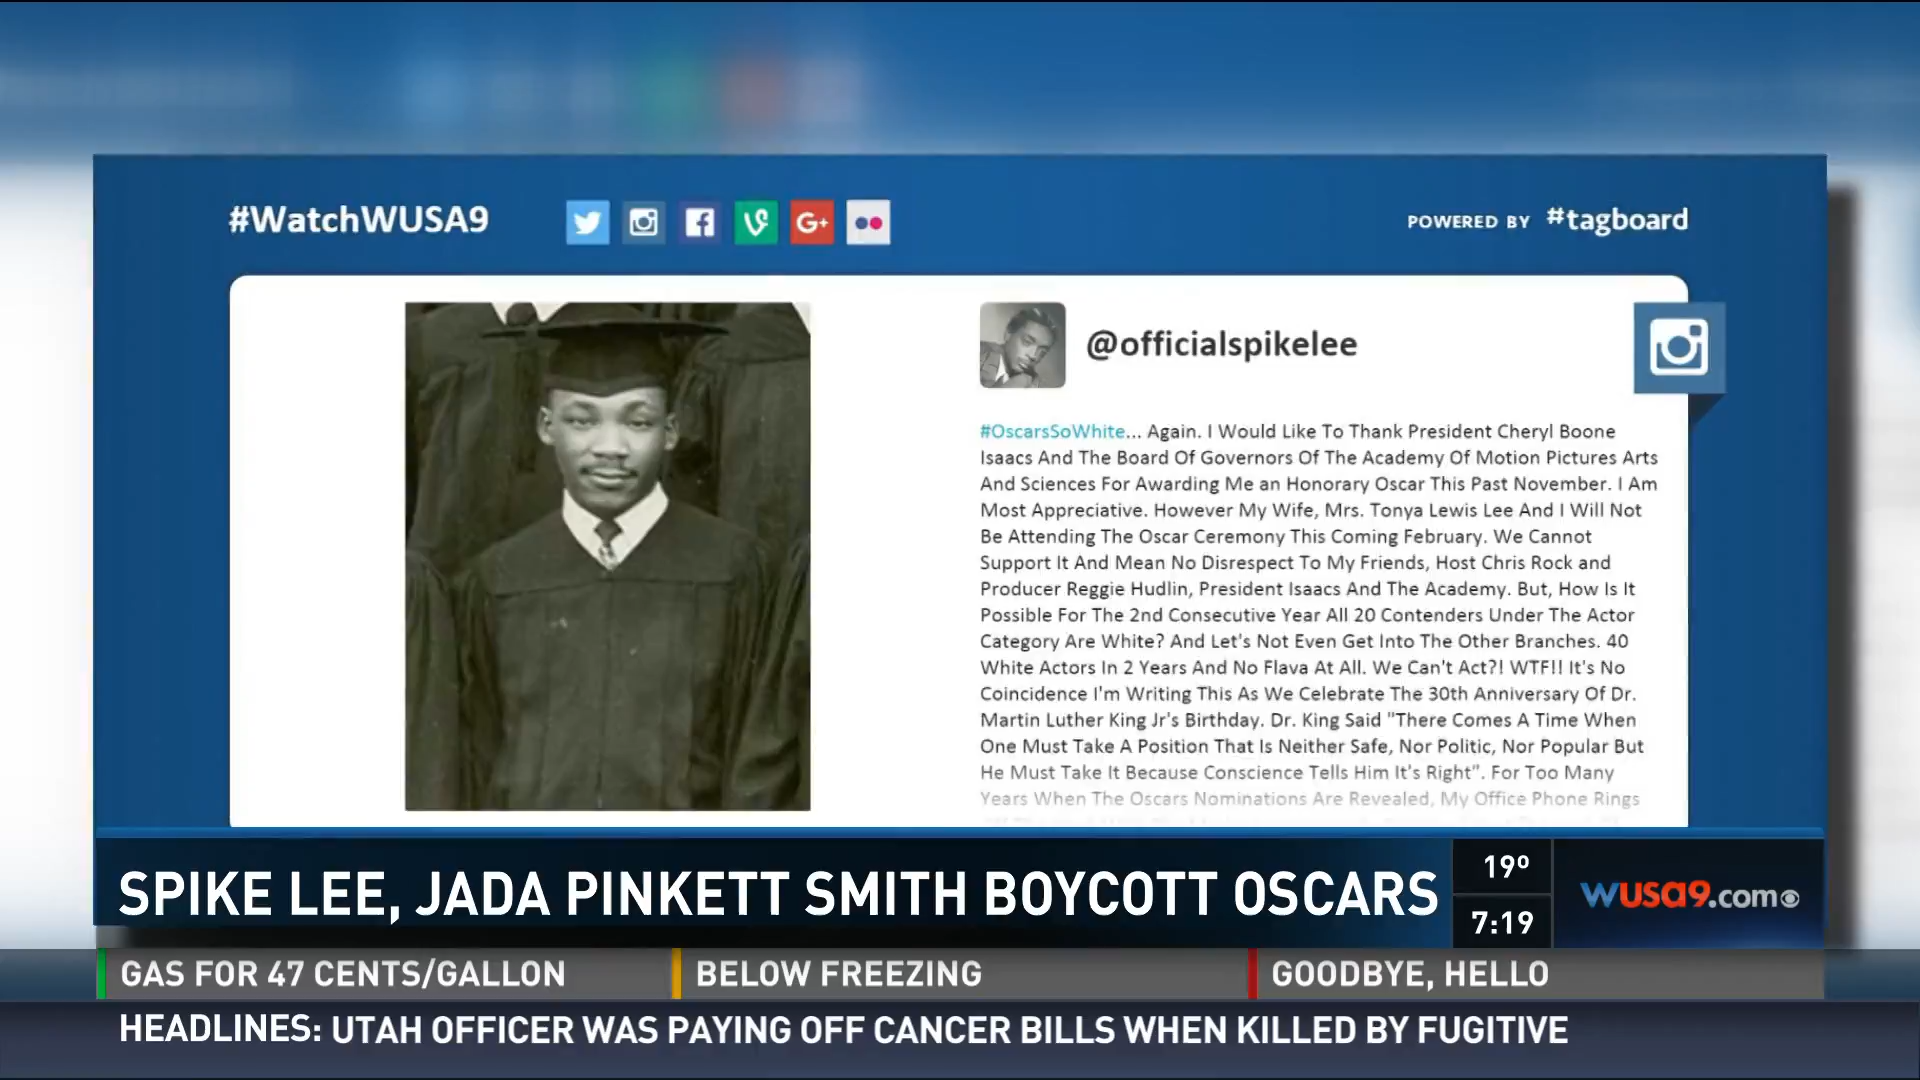 #WatchWUSA9
POWERED BY #tagboard
@officialspikelee
#OscarsSoWhite... Again. I Would Like To Thank President Cheryl Boone
Isaacs And The Board Of Governors Of The Academy Of Motion Pictures Arts
And Sciences For Awarding Me an Honorary Oscar This Past November. I Am
Most Appreciative. However My Wife, Mrs. Tonya Lewis Lee And I Will Not
Be Attending The Oscar Ceremony This Coming February. We Cannot
Support It And Mean No Disrespect To My Friends, Host Chris Rock and
Producer Reggie Hudlin, President Isaacs And The Academy. But, How Is It
Possible For The 2nd Consecutive Year All 20 Contenders Under The Actor
Category Are White? And Let's Not Even Get Into The Other Branches. 40
White Actors In 2 Years And No Flava At All. We Can't Act?! WTF!! It's No
Coincidence I'm Writing This As We Celebrate The 30th Anniversary Of Dr.
Martin Luther King Jr's Birthday. Dr. King Said "There Comes A Time When
One Must Take A Position That Is Neither Safe, Nor Politic, Nor Popular But
He Must Take It Because Conscience Tells Him It's Right". For Too Many
Years When The Oscars Nominations Are Revealed, My Office Phone Rings
SPIKE LEE, JADA PINKETT SMITH BOYCOTT OSCARS
19º
7:19
WUSA9.com
GAS FOR 47 CENTS/GALLON
BELOW FREEZING
GOODBYE, HELLO
HEADLINES: UTAH OFFICER WAS PAYING OFF CANCER BILLS WHEN KILLED BY FUGITIVE